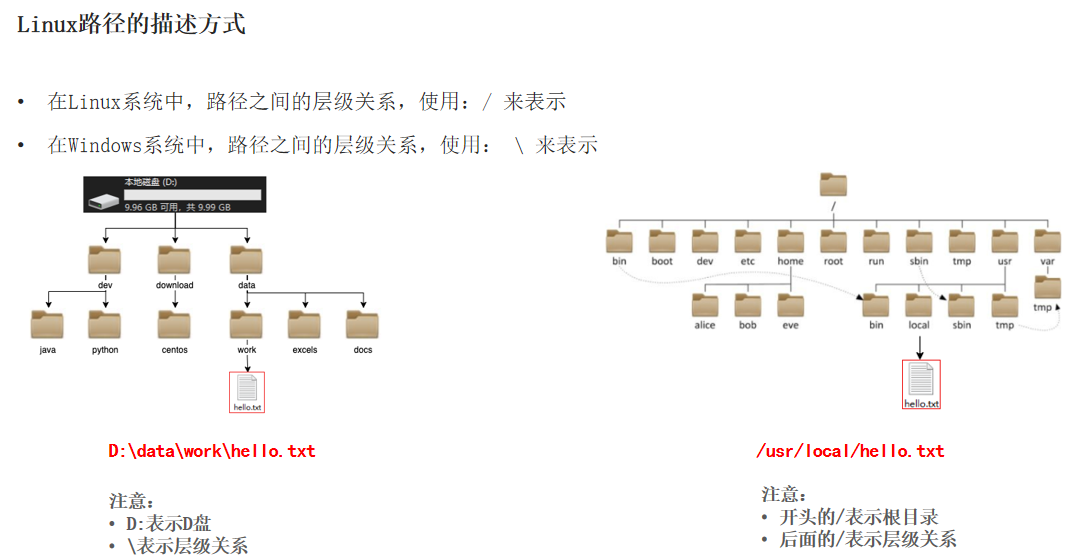 Linux路径的描述方式
• 在Linux系统中，路径之间的层级关系，使用：/ 来表示
• 在Windows系统中，路径之间的层级关系，使用： \ 来表示
本地磁盘 (D:)
9.96 GB 可用，共 9.99 GB
dev download data
java python centos work excels docs
hello.txt
D:\data\work\hello.txt
注意：
• D:表示D盘
• \表示层级关系
/
bin boot dev etc home root run sbin tmp usr var
alice bob eve bin local sbin tmp tmp
hello.txt
/usr/local/hello.txt
注意：
• 开头的/表示根目录
• 后面的/表示层级关系